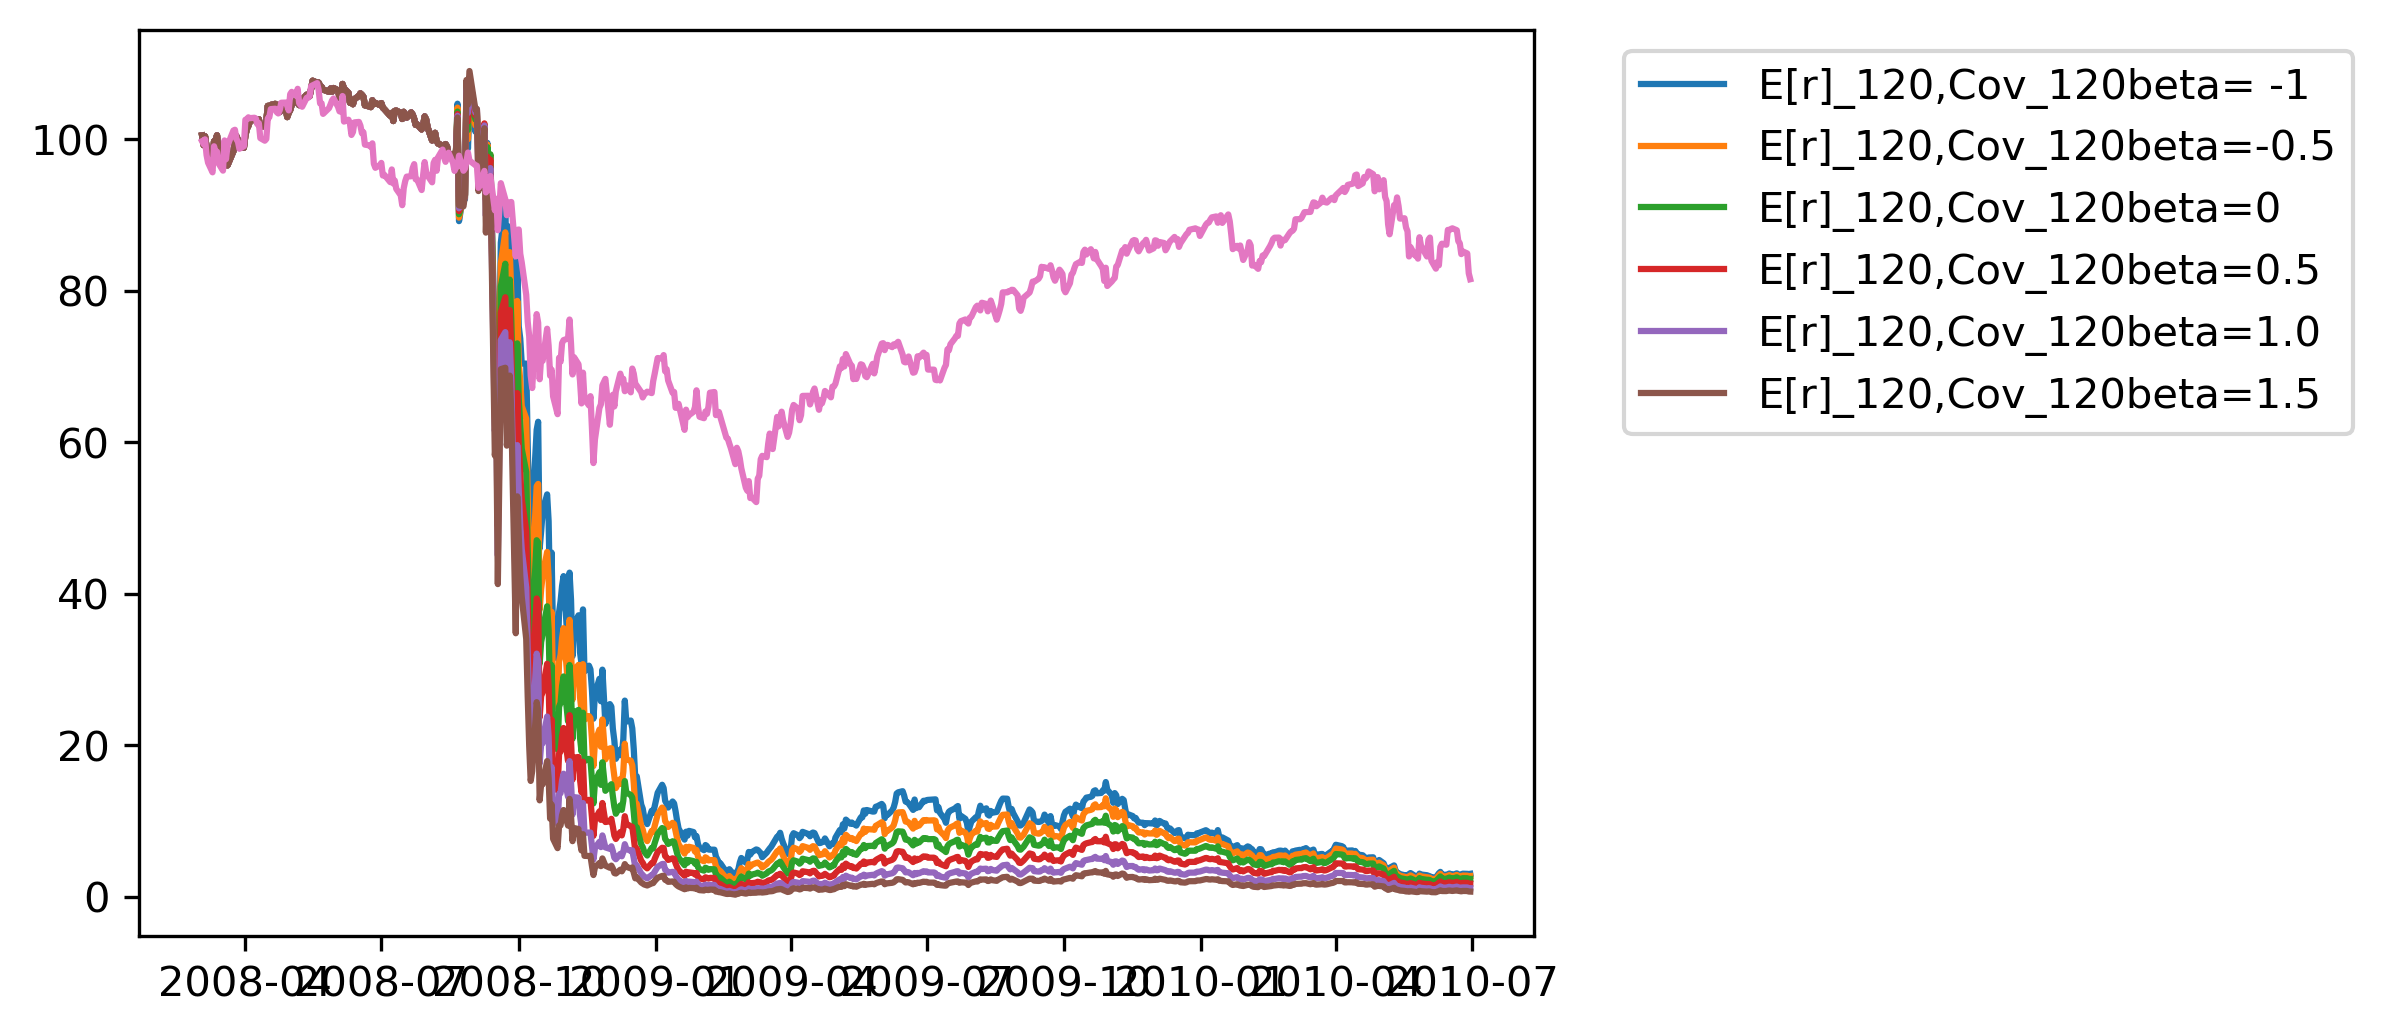 100
80
60
40
20
0
2008-04
2008-07
2008-10
2009-01
2009-04
2009-07
2009-10
2010-01
2010-04
2010-07
E[r]_120,Cov_120beta= -1
E[r]_120,Cov_120beta=-0.5
E[r]_120,Cov_120beta=0
E[r]_120,Cov_120beta=0.5
E[r]_120,Cov_120beta=1.0
E[r]_120,Cov_120beta=1.5